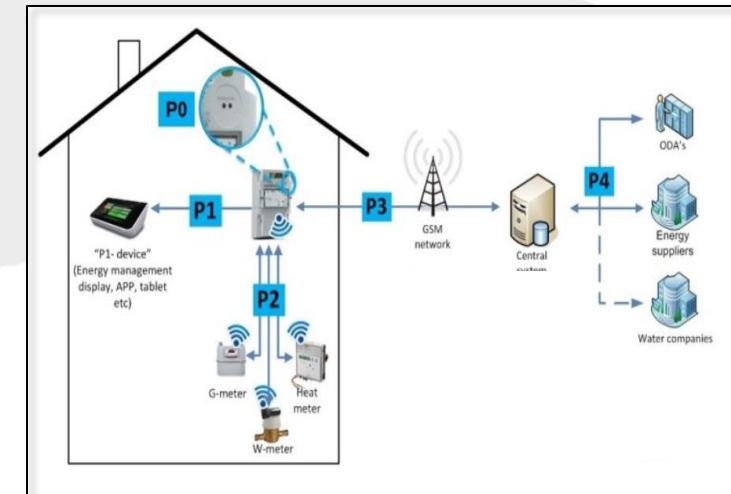 P0
P1
"P1- device"
(Energy management
display, APP, tablet
etc)
P2
G-meter
Heat
meter
W-meter
P3
GSM
network
Central
system
P4
ODA's
Energy
suppliers
Water companies